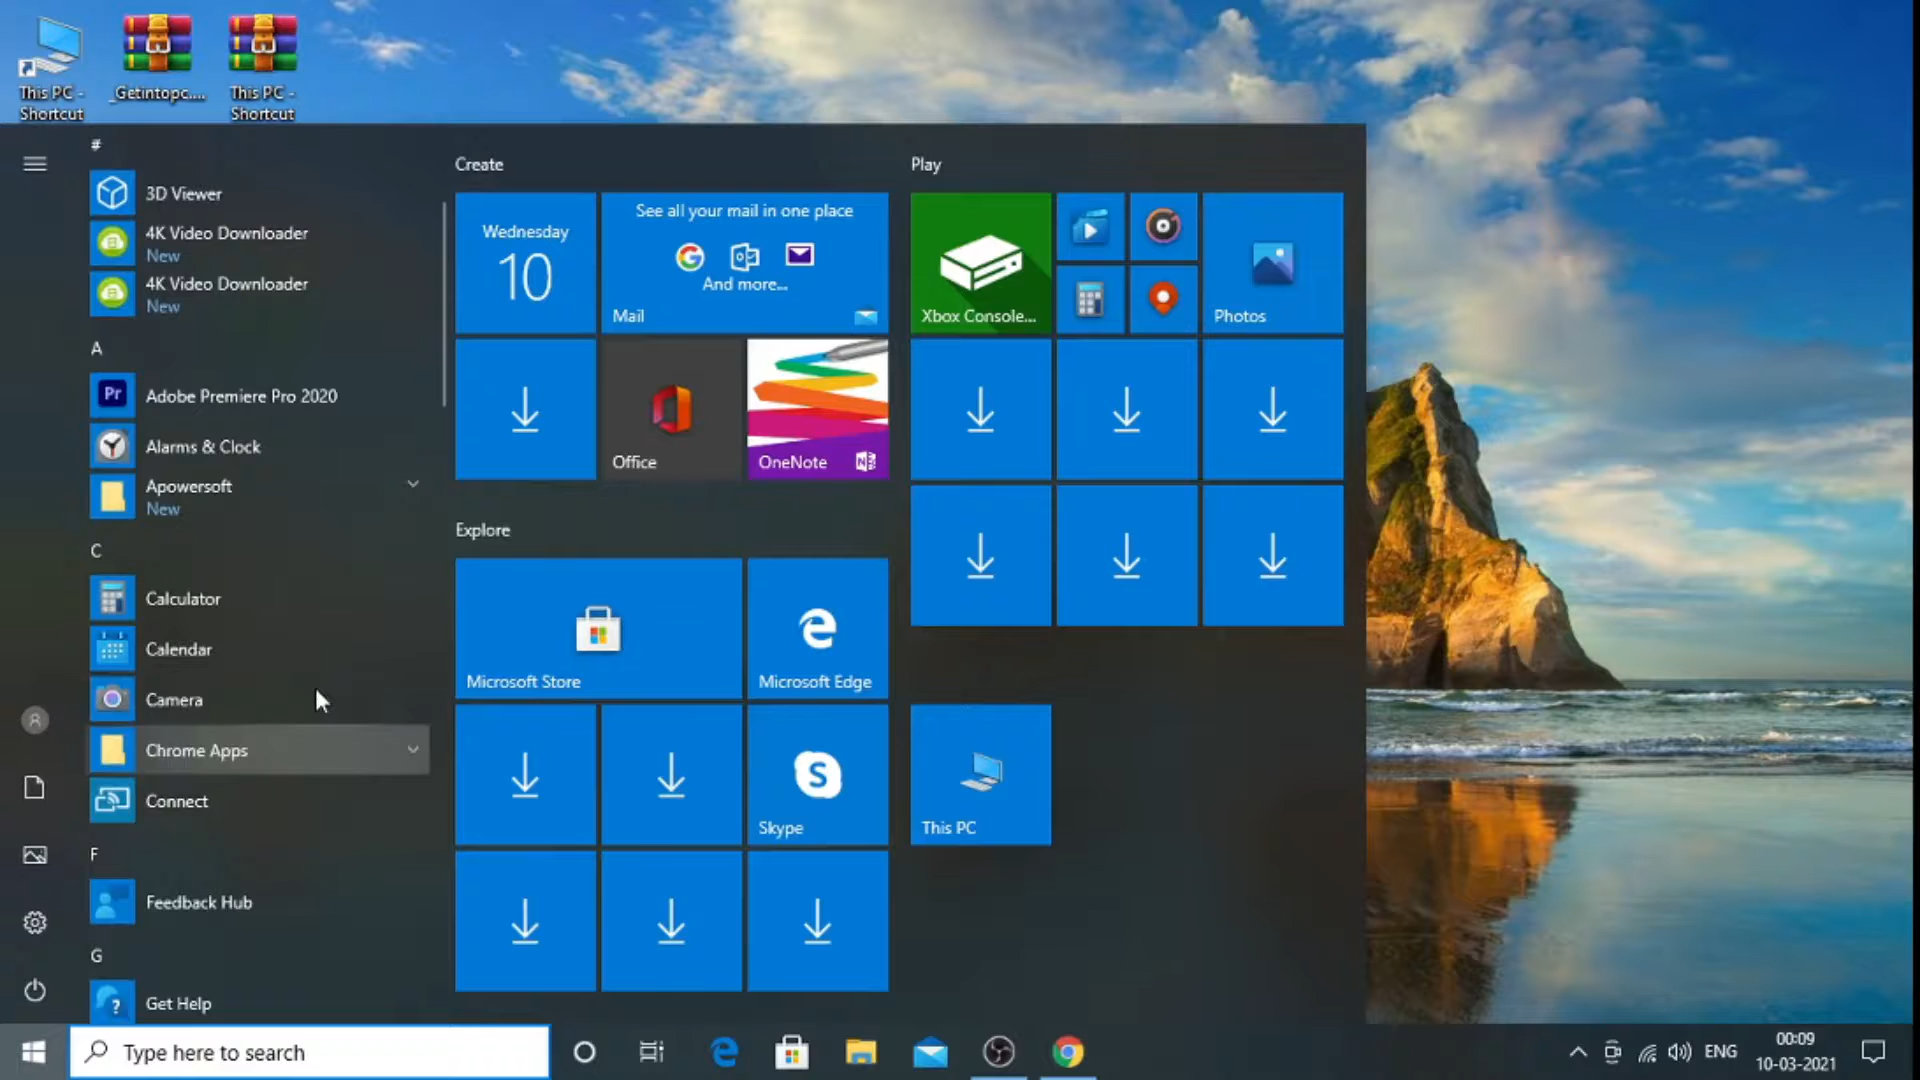 This PC -
Shortcut
_Getintopc....
This PC -
Shortcut
#
3D Viewer
4K Video Downloader
New
4K Video Downloader
New
A
Pr
Adobe Premiere Pro 2020
Alarms & Clock
Apowersoft
New
C
Calculator
Calendar
Camera
Chrome Apps
Connect
F
Feedback Hub
G
?
Get Help
Create
Wednesday
10
See all your mail in one place
And more...
Mail
Office
OneNote
N
Explore
Microsoft Store
Microsoft Edge
S
Skype
Play
Xbox Console...
Photos
This PC
Type here to search
ENG
00:09
10-03-2021